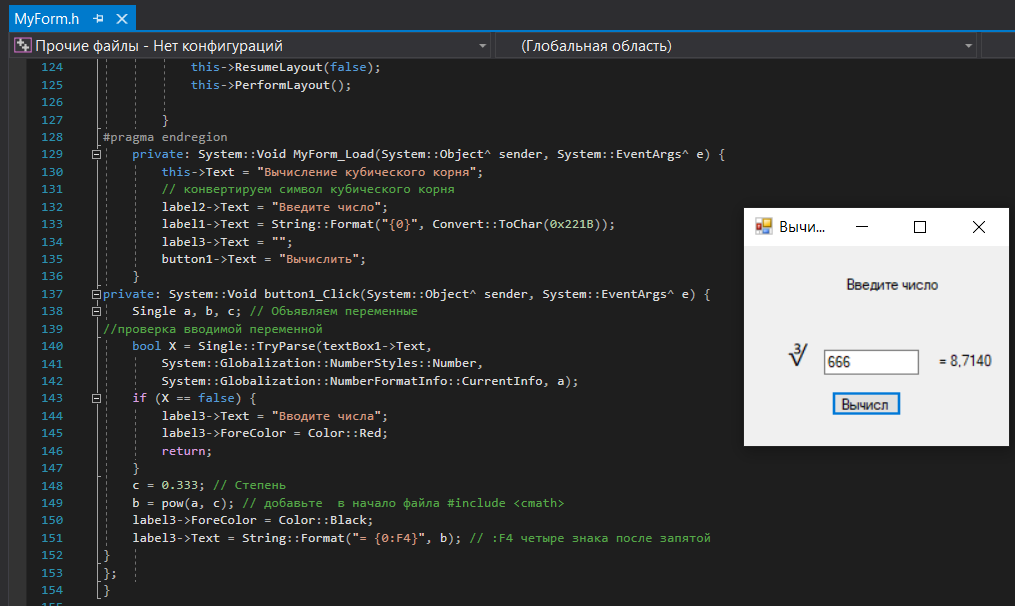 MyForm.h
Прочие файлы - Нет конфигураций (Глобальная область)
124 this->ResumeLayout(false);
125 this->PerformLayout();
126
127 }
128 #pragma endregion
129 private: System::Void MyForm_Load(System::Object^ sender, System::EventArgs^ e) {
130 this->Text = "Вычисление кубического корня";
131 // конвертируем символ кубического корня
132 label2->Text = "Введите число";
133 label1->Text = String::Format("{0}", Convert::ToChar(0x221B));
134 label3->Text = "";
135 button1->Text = "Вычислить";
136 }
137 private: System::Void button1_Click(System::Object^ sender, System::EventArgs^ e) {
138 Single a, b, c; // Объявляем переменные
139 //проверка вводимой переменной
140 bool X = Single::TryParse(textBox1->Text,
141 System::Globalization::NumberStyles::Number,
142 System::Globalization::NumberFormatInfo::CurrentInfo, a);
143 if (X == false) {
144 label3->Text = "Вводите числа";
145 label3->ForeColor = Color::Red;
146 return;
147 }
148 c = 0.333; // Степень
149 b = pow(a, c); // добавьте  в начало файла #include <cmath>
150 label3->ForeColor = Color::Black;
151 label3->Text = String::Format("= {0:F4}", b); // :F4 четыре знака после запятой
152 }
153 };
154 }
Вычи...
Введите число
∛ 666 = 8,7140
Вычисл